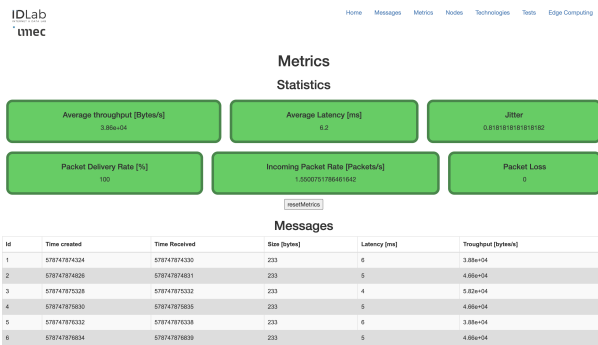 IDLab
imec
Home Messages Metrics Nodes Technologies Tests Edge Computing
Metrics
Statistics
Average throughput [Bytes/s] Average Latency [ms] Jitter
3.86e+04 6.2 0.8181818181818182
Packet Delivery Rate [%] Incoming Packet Rate [Packets/s] Packet Loss
100 1.5500751786461642 0
resetMetrics
Messages
Id Time created Time Received Size [bytes] Latency [ms] Troughput [bytes/s]
1 578747874324 578747874330 233 6 3.88e+04
2 578747874826 578747874831 233 5 4.66e+04
3 578747875328 578747875332 233 4 5.82e+04
4 578747875830 578747875835 233 5 4.66e+04
5 578747876332 578747876338 233 6 3.88e+04
6 578747876834 578747876839 233 5 4.66e+04